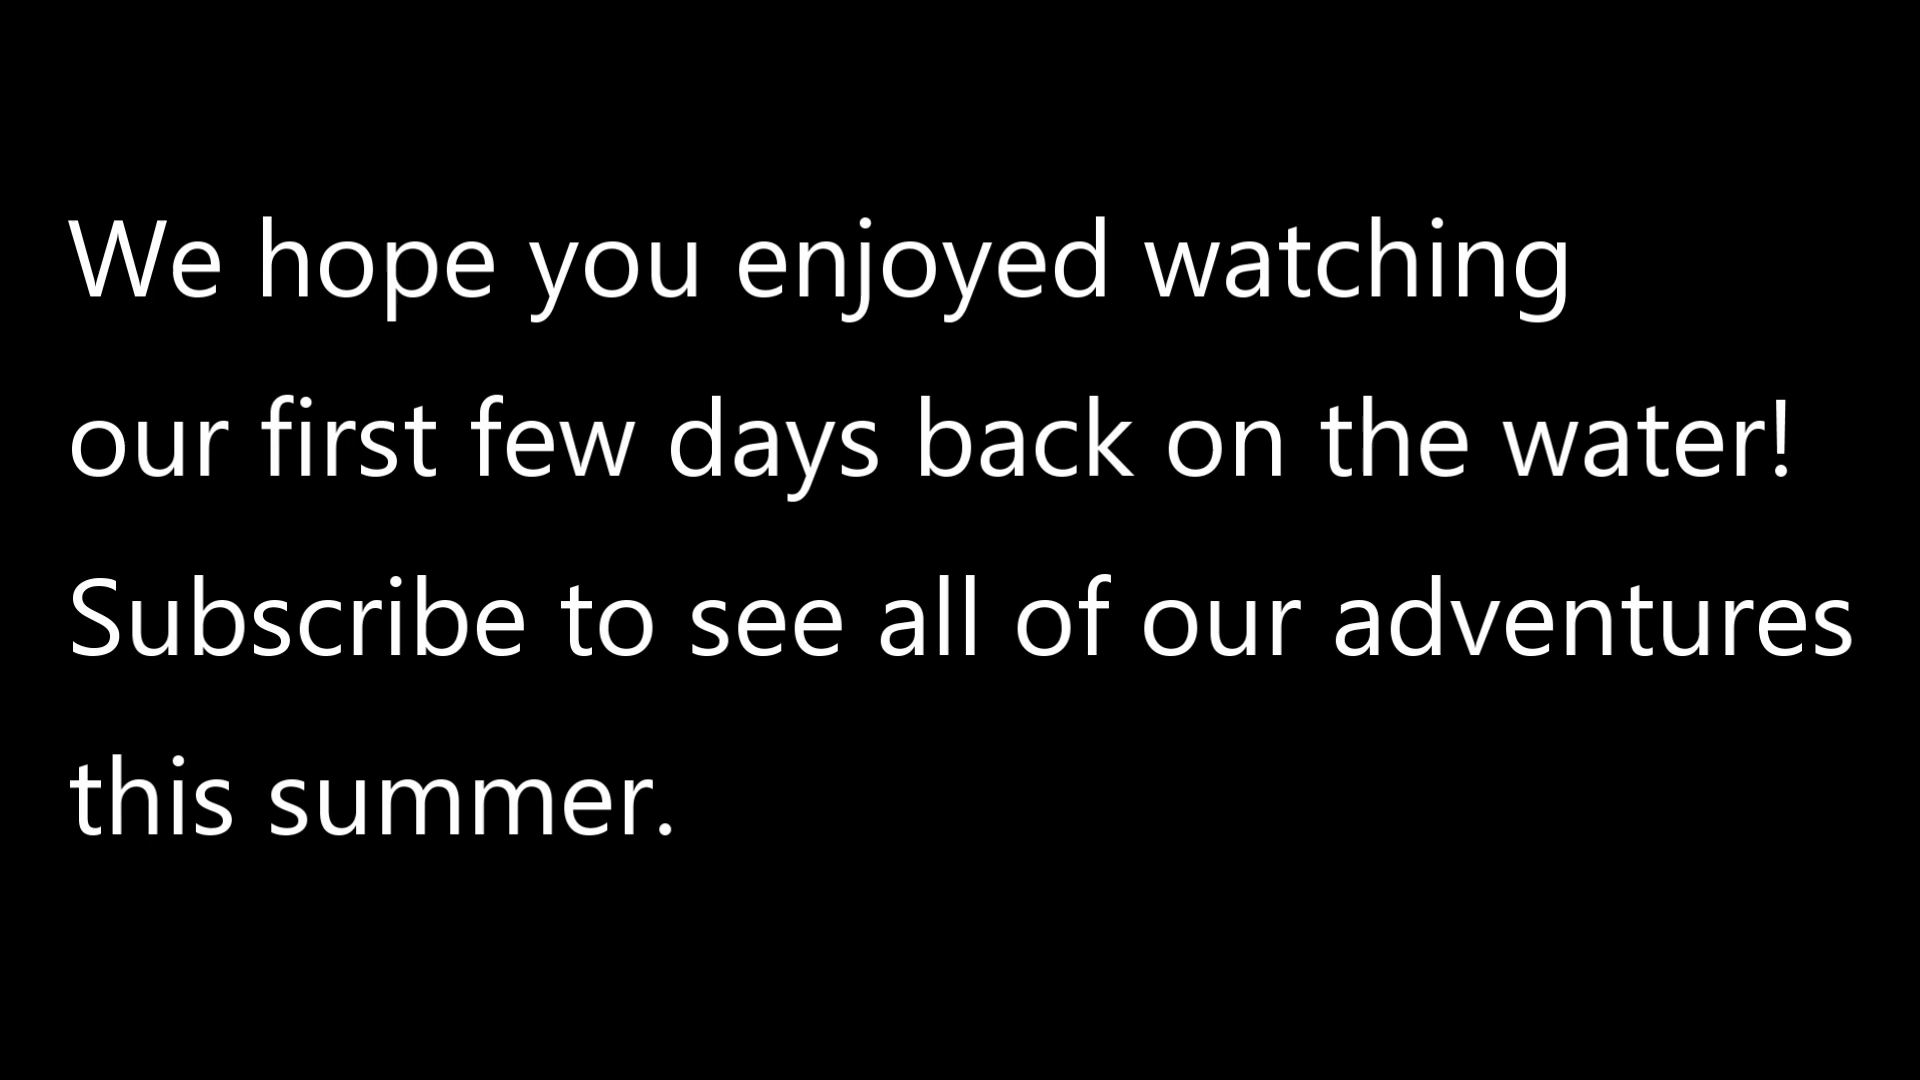 We hope you enjoyed watching
our first few days back on the water!
Subscribe to see all of our adventures
this summer.